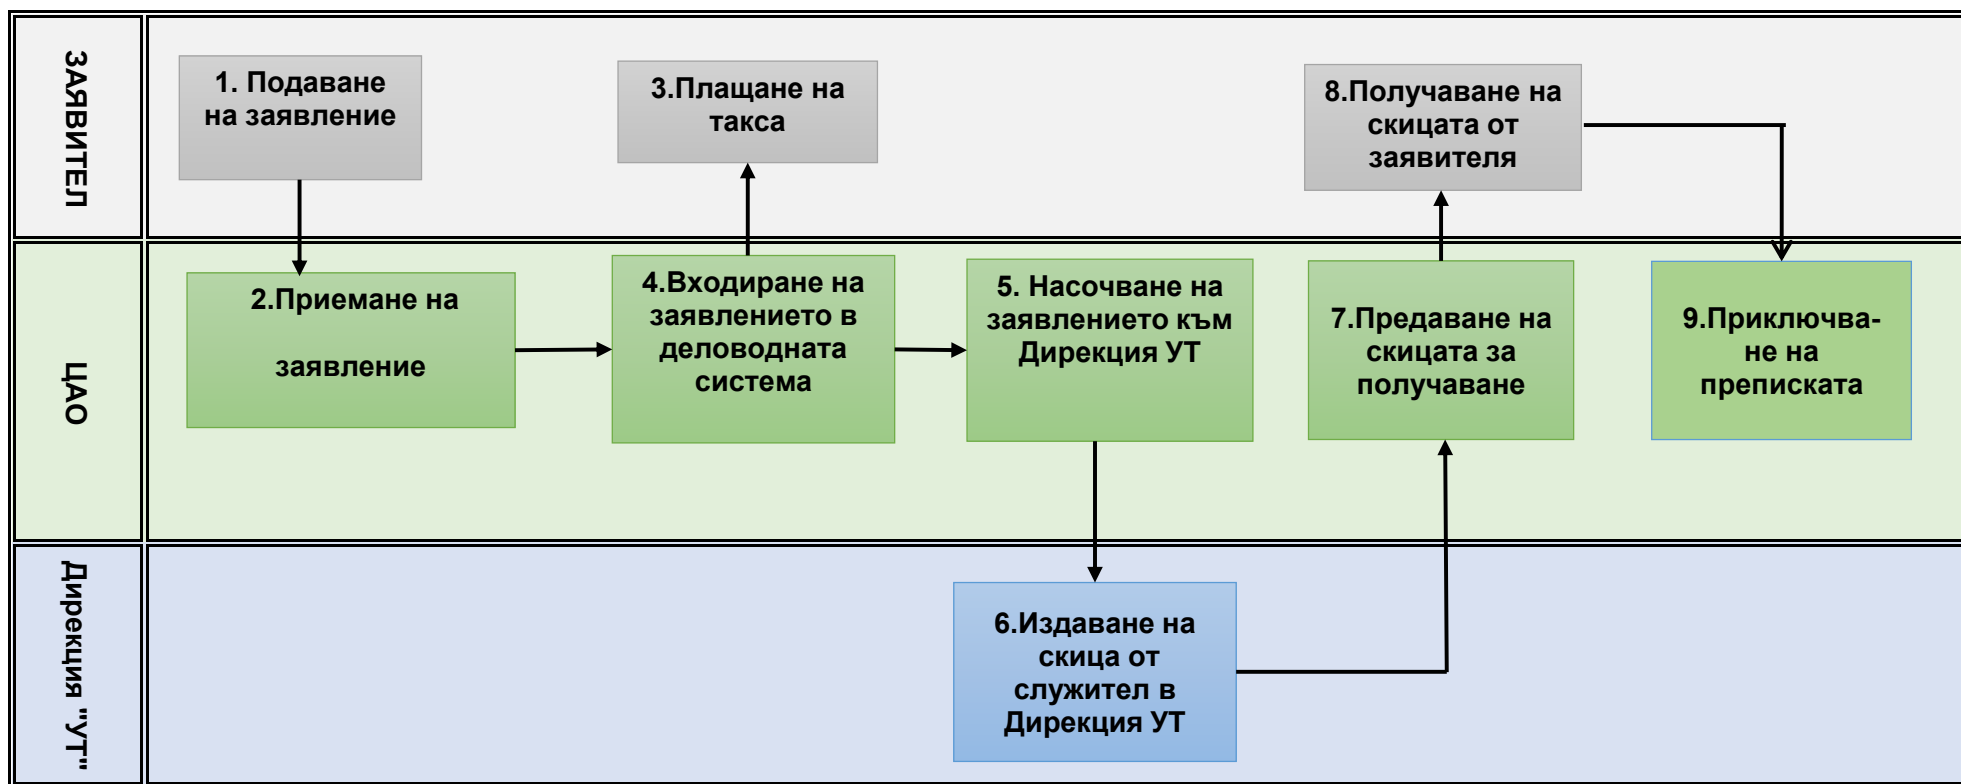 ЗАЯВИТЕЛ
1. Подаване
на заявление
3.Плащане на
такса
8.Получаване на
скицата от
заявителя
ЦАО
2.Приемане на
заявление
4.Входиране на
заявлението в
деловодната
система
5. Насочване на
заявлението към
Дирекция УТ
7.Предаване на
скицата за
получаване
9.Приключва-
не на
преписката
Дирекция "УТ"
6.Издаване на
скица от
служител в
Дирекция УТ